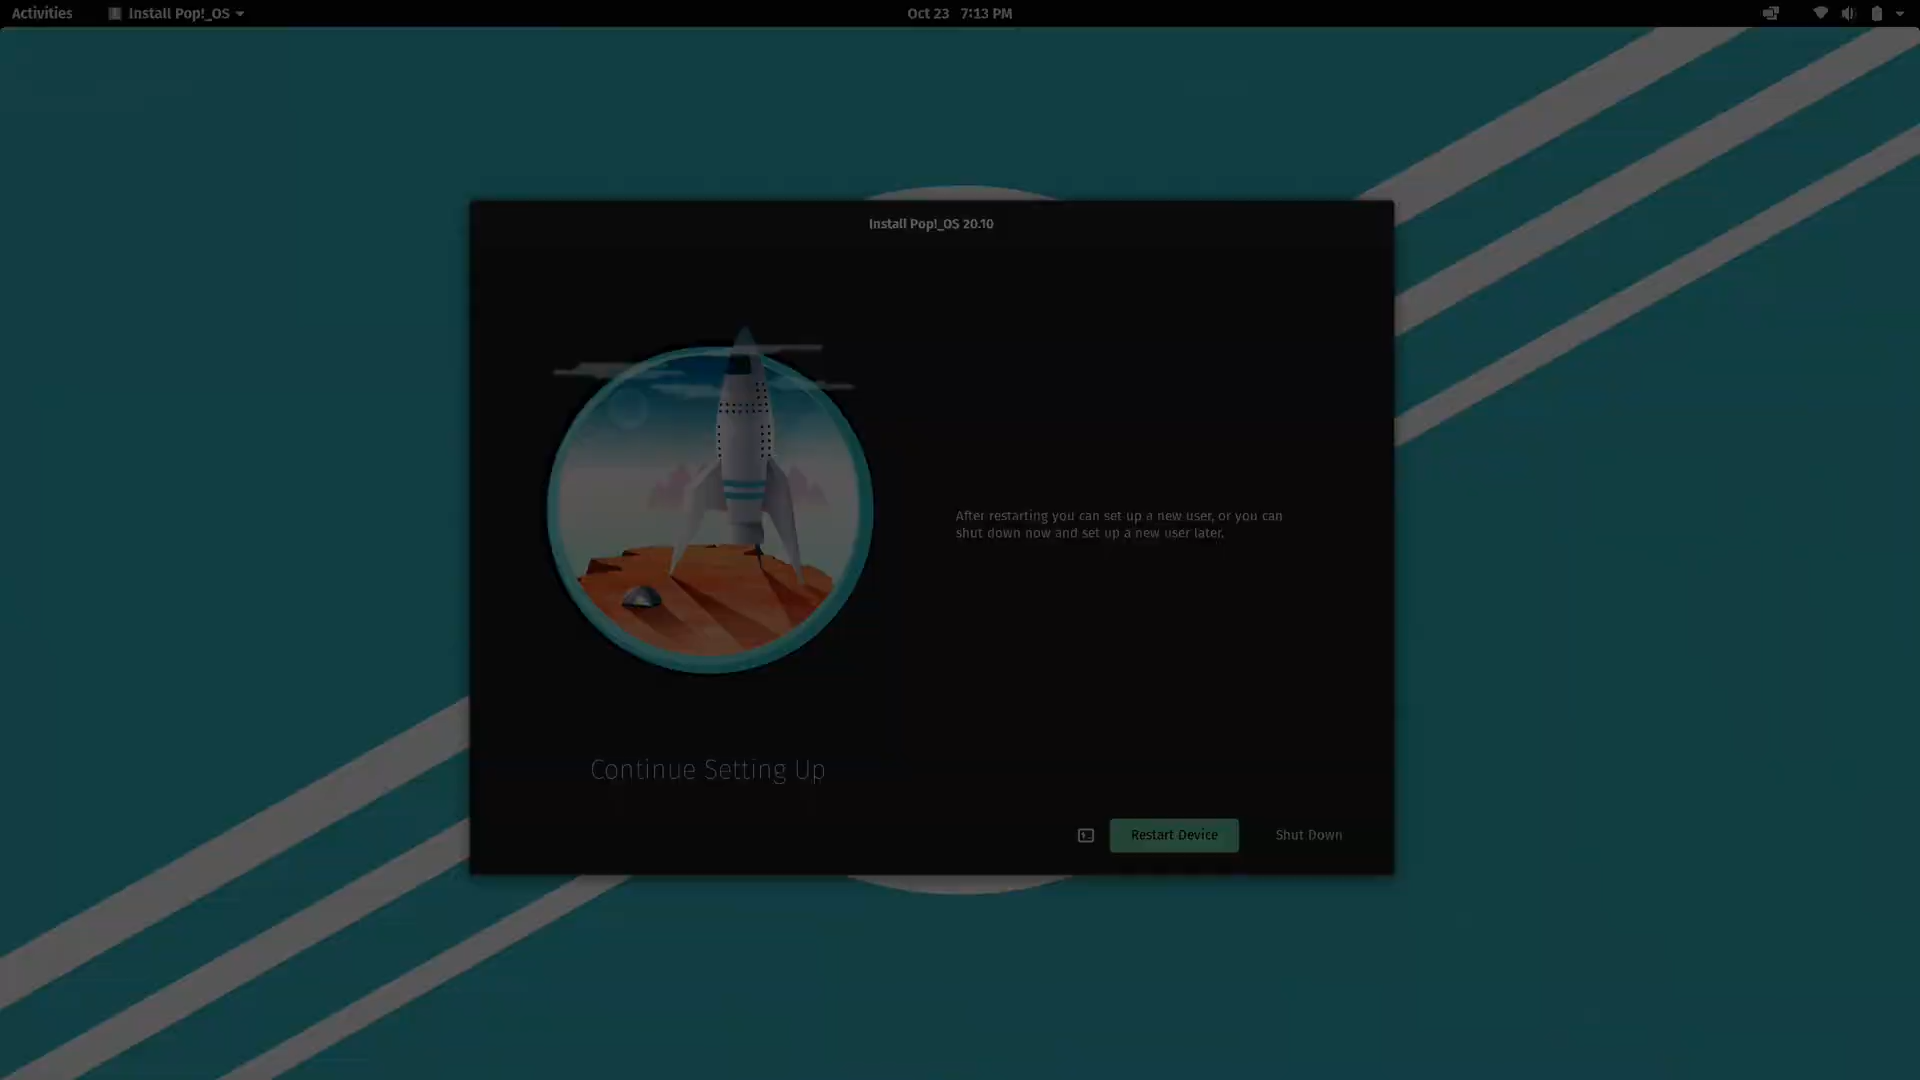 Activities
Install Pop!_OS
Oct 23 7:13 PM
Install Pop!_OS 20.10
After restarting you can set up a new user, or you can
shut down now and set up a new user later.
Continue Setting Up
Restart Device
Shut Down